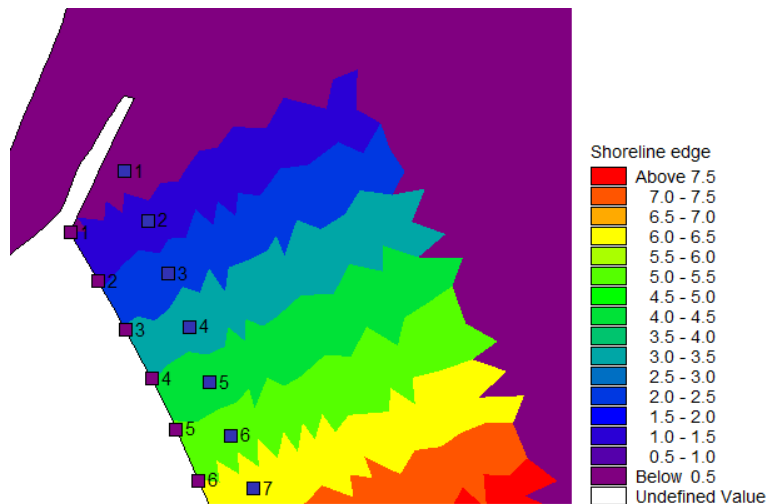 1
2
3
4
5
6
7
1
2
3
4
5
6
Shoreline edge
Above 7.5
7.0 - 7.5
6.5 - 7.0
6.0 - 6.5
5.5 - 6.0
5.0 - 5.5
4.5 - 5.0
4.0 - 4.5
3.5 - 4.0
3.0 - 3.5
2.5 - 3.0
2.0 - 2.5
1.5 - 2.0
1.0 - 1.5
0.5 - 1.0
Below 0.5
Undefined Value